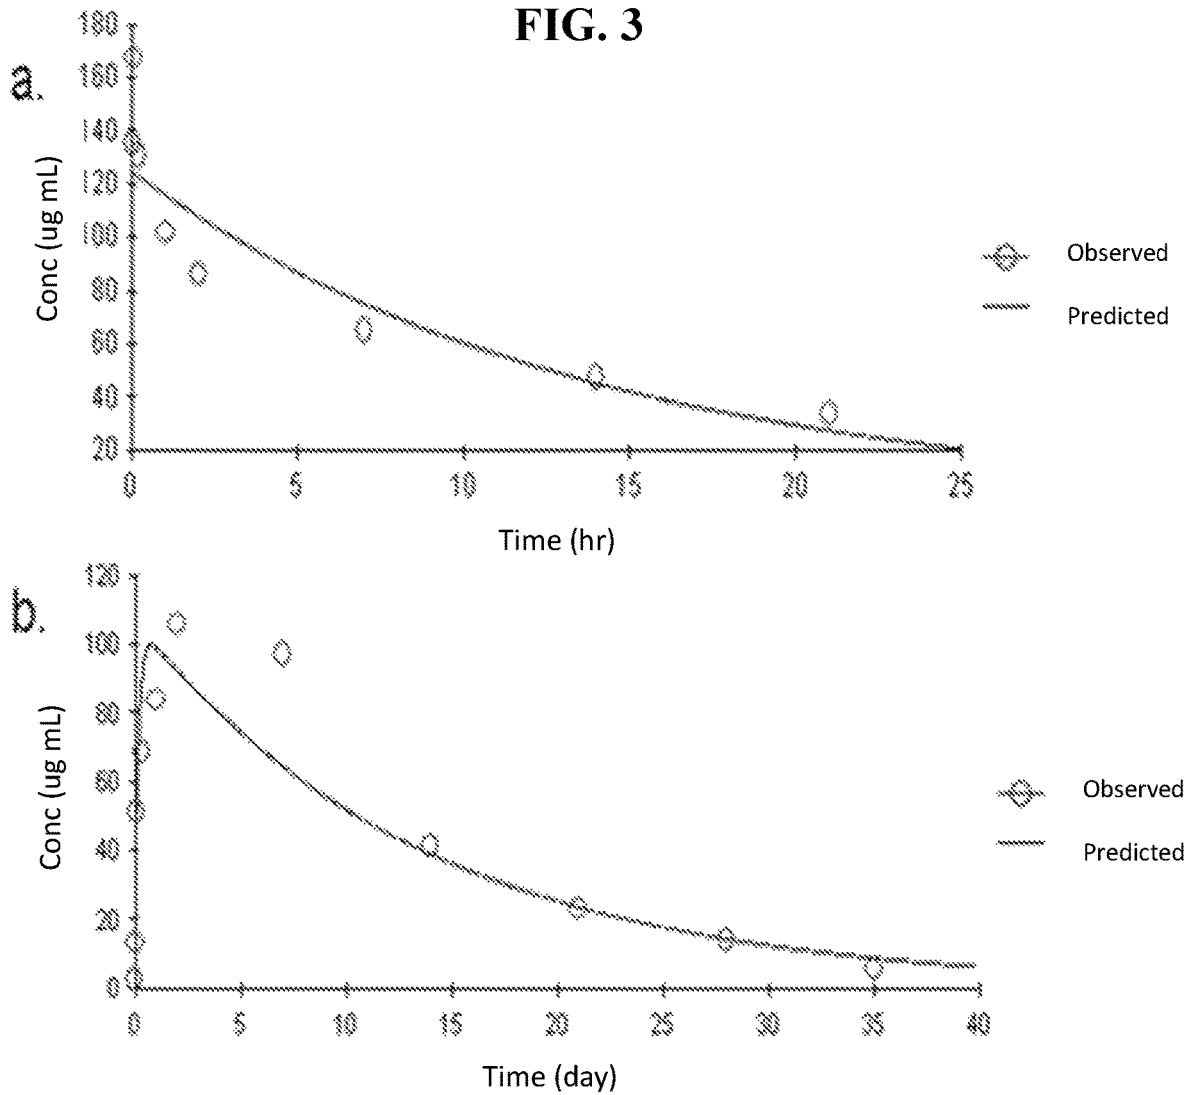 FIG. 3
a.
Conc (ug mL)
180
160
140
120
100
80
60
40
20
0 5 10 15 20 25
Time (hr)
Observed
Predicted
b.
Conc (ug mL)
120
100
80
60
40
20
0
0 5 10 15 20 25 30 35 40
Time (day)
Observed
Predicted